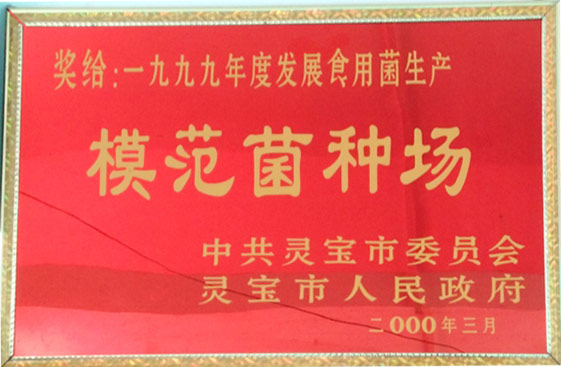 奖给：一九九九年度发展食用菌生产
模范菌种场
中共灵宝市委员会
灵宝市人民政府
二000年三月